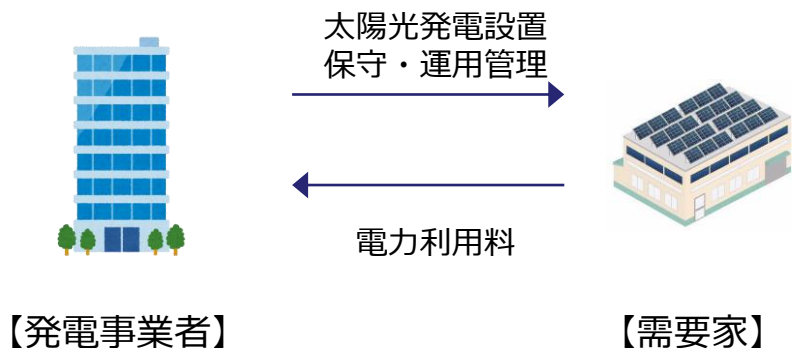 太陽光発電設置
保守・運用管理
電力利用料
【発電事業者】
【需要家】